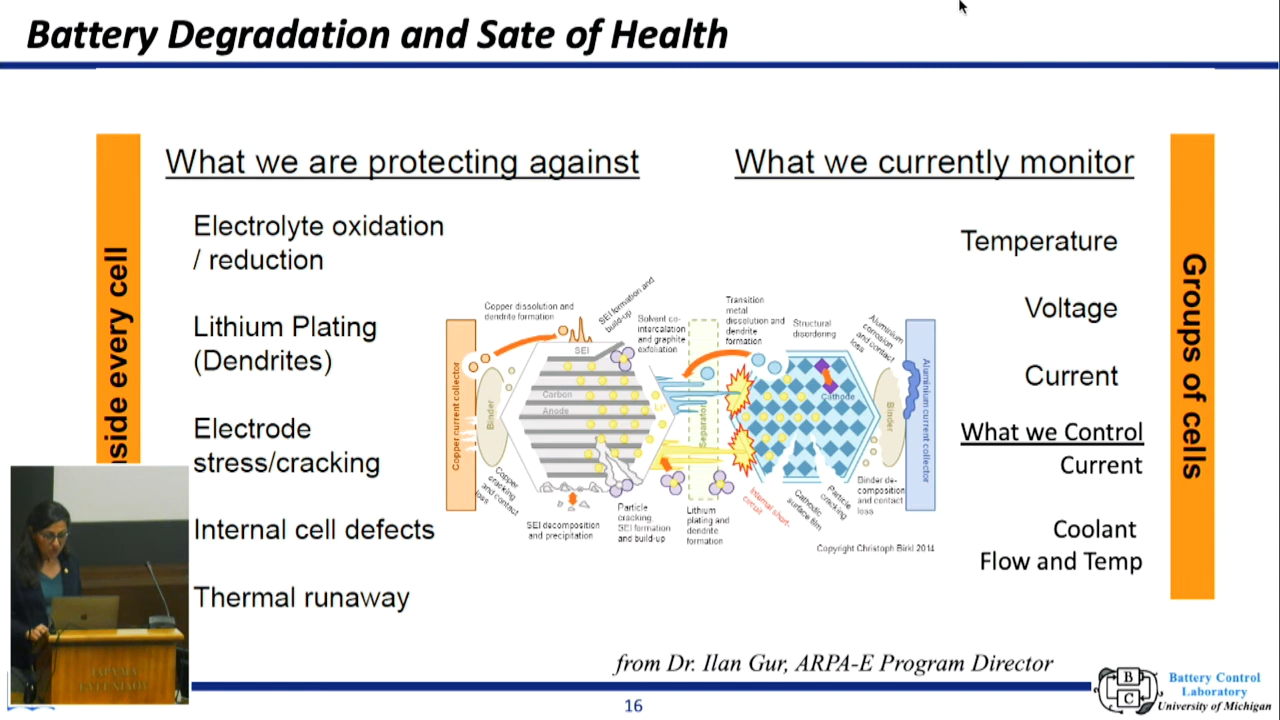 Battery Degradation and Sate of Health
What we are protecting against
What we currently monitor
nside every cell
Groups of cells
Electrolyte oxidation
/ reduction
Lithium Plating
(Dendrites)
Electrode
stress/cracking
Internal cell defects
Thermal runaway
Temperature
Voltage
Current
What we Control
Current
Coolant
Flow and Temp
Copper dissolution and
dendrite formation
SEI formation and
build-up
Solvent co-
intercalation
and graphite
exfoliation
Transition
metal
dissolution and
dendrite
formation
Structural
disordering
Aluminium
corrosion
and contact
loss
Copper current collector
Binder
SEI
Carbon
Anode
Li+
Separator
Cathode
Binder
Aluminium current collector
Copper
cracking
and contact
loss
SEI decomposition
and precipitation
Particle
cracking,
SEI formation
and build-up
Lithium
plating and
dendrite
formation
Internal short-
circuit
Cathodic
surface film
Particle
cracking
Binder de-
composition
and contact
loss
Copyright Christoph Birkl 2014
from Dr. Ilan Gur, ARPA-E Program Director
16
B
C
Battery Control
Laboratory
University of Michigan